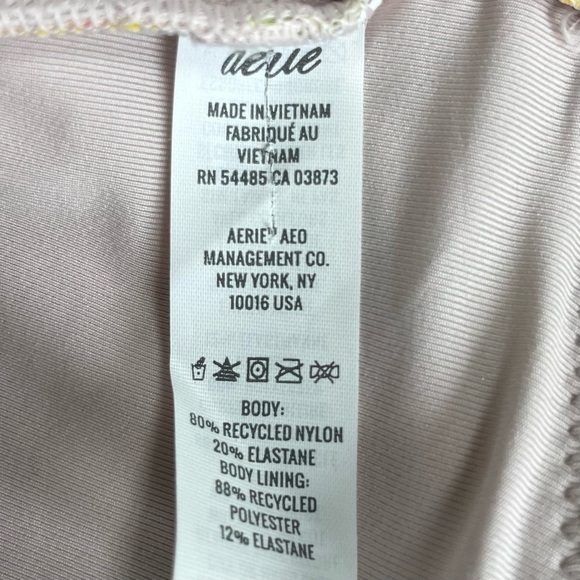 aerie
MADE IN VIETNAM
FABRIQUÉ AU
VIETNAM
RN 54485 CA 03873
AERIE™ AEO
MANAGEMENT CO.
NEW YORK, NY
10016 USA
BODY:
80% RECYCLED NYLON
20% ELASTANE
BODY LINING:
88% RECYCLED
POLYESTER
12% ELASTANE